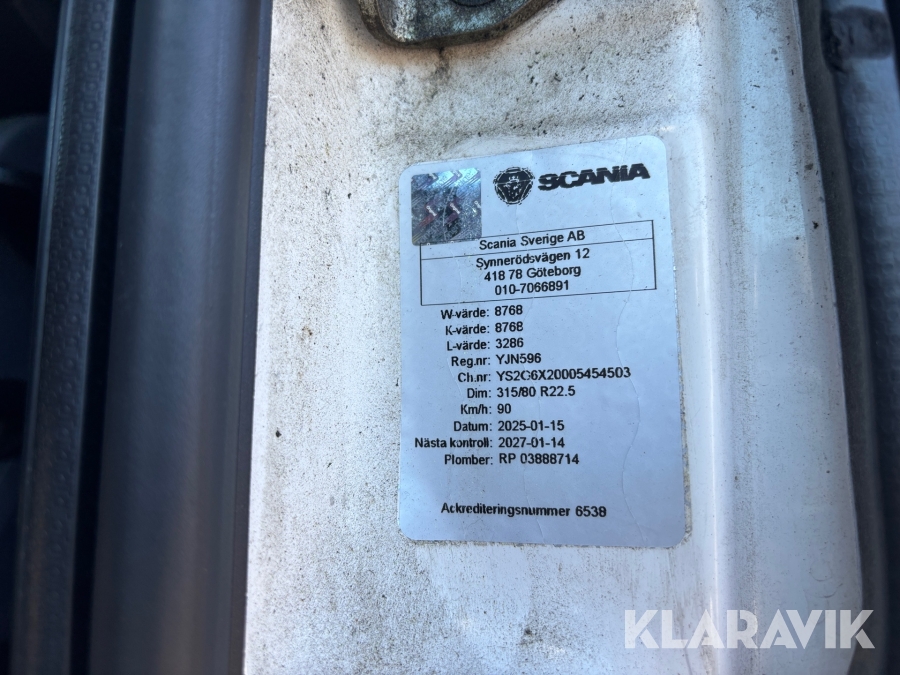 SCANIA
Scania Sverige AB
Synnerödsvägen 12
418 78 Göteborg
010-7066891
W-värde: 8768
K-värde: 8768
L-värde: 3286
Reg.nr: YJN596
Ch.nr: YS2G6X20005454503
Dim: 315/80 R22.5
Km/h: 90
Datum: 2025-01-15
Nästa kontroll: 2027-01-14
Plomber: RP 03888714
Ackrediteringsnummer 6538
KLARAVIK